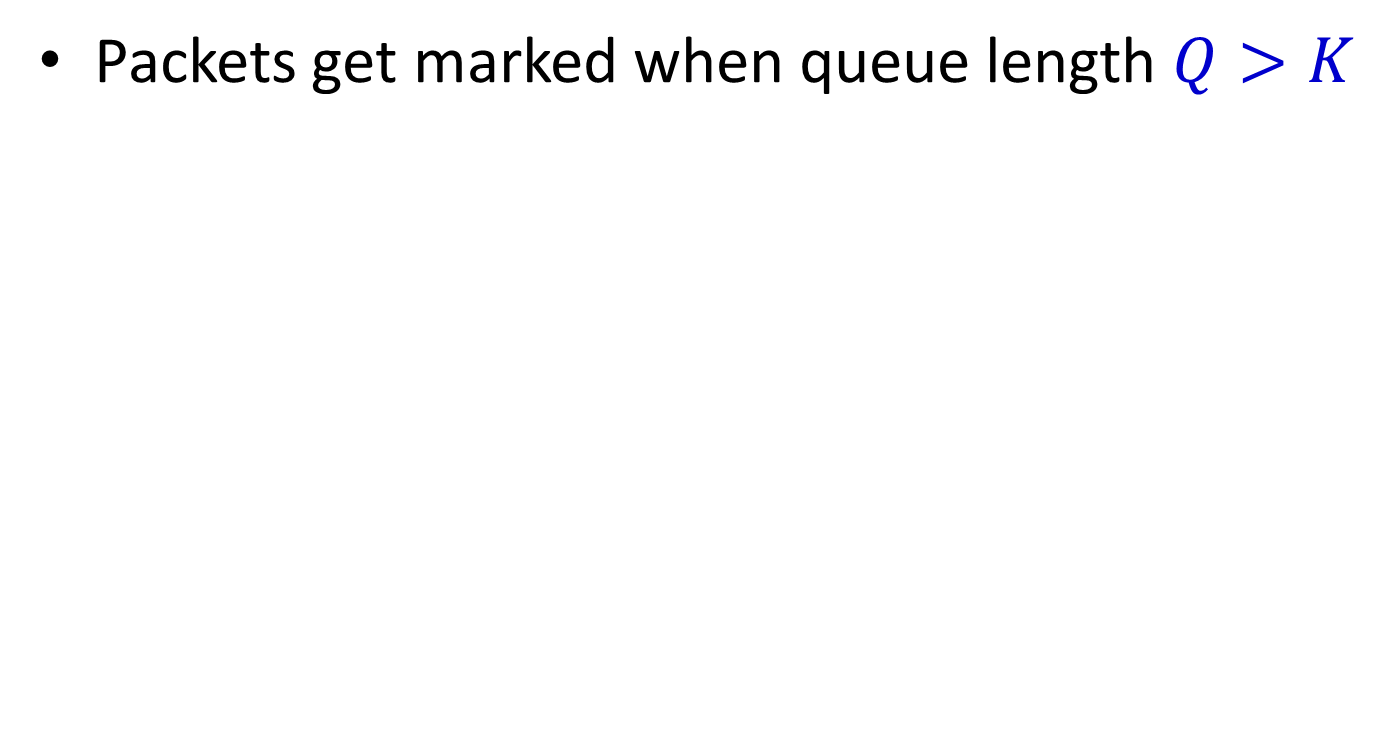 • Packets get marked when queue length Q > K